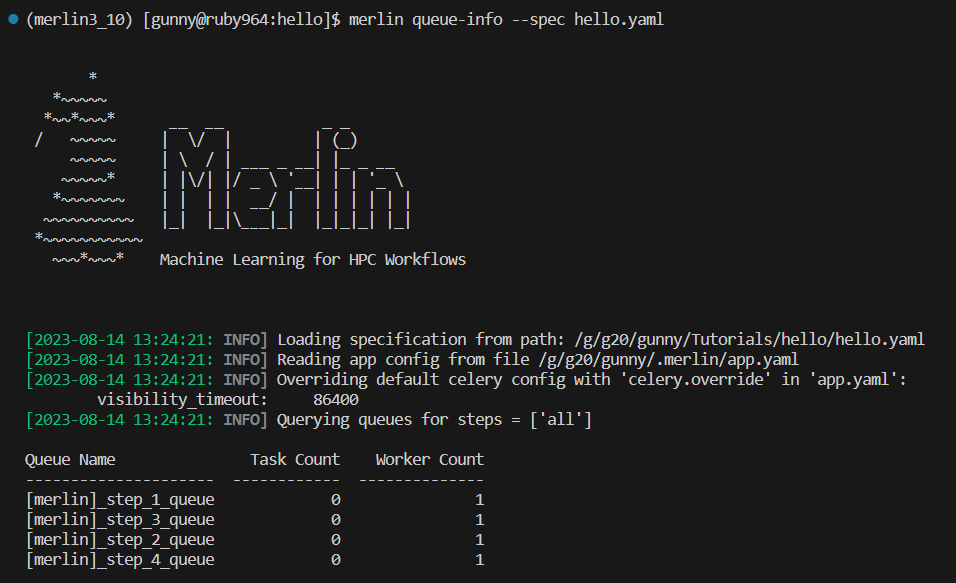 (merlin3_10) [gunny@ruby964:hello]$ merlin queue-info --spec hello.yaml
Merlin
Machine Learning for HPC Workflows
[2023-08-14 13:24:21: INFO] Loading specification from path: /g/g20/gunny/Tutorials/hello/hello.yaml
[2023-08-14 13:24:21: INFO] Reading app config from file /g/g20/gunny/.merlin/app.yaml
[2023-08-14 13:24:21: INFO] Overriding default celery config with 'celery.override' in 'app.yaml':
visibility_timeout: 86400
[2023-08-14 13:24:21: INFO] Querying queues for steps = ['all']
Queue Name Task Count Worker Count
--------------------- ------------ --------------
[merlin]_step_1_queue 0 1
[merlin]_step_3_queue 0 1
[merlin]_step_2_queue 0 1
[merlin]_step_4_queue 0 1